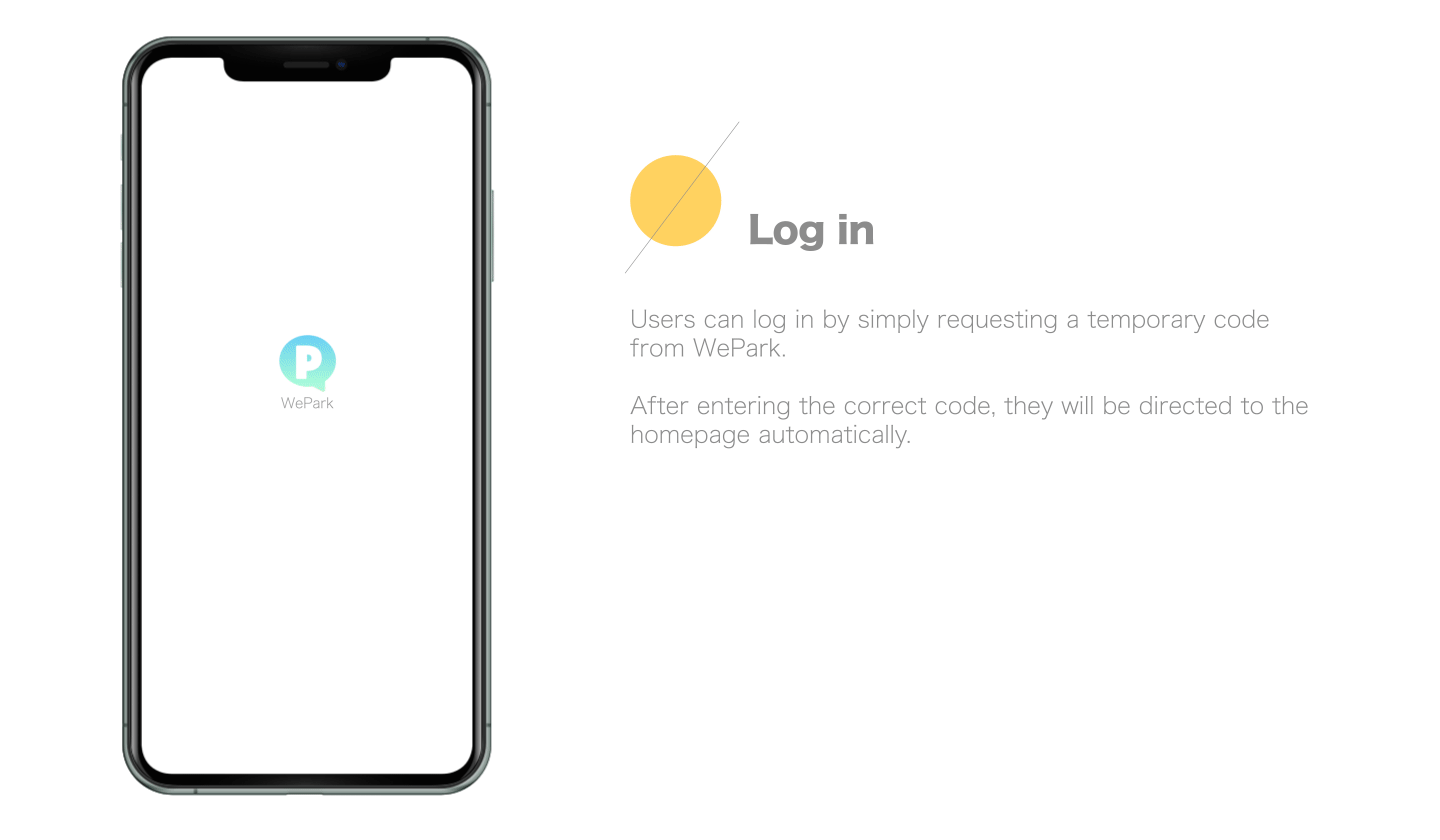 P
WePark
Log in
Users can log in by simply requesting a temporary code
from WePark.
After entering the correct code, they will be directed to the
homepage automatically.